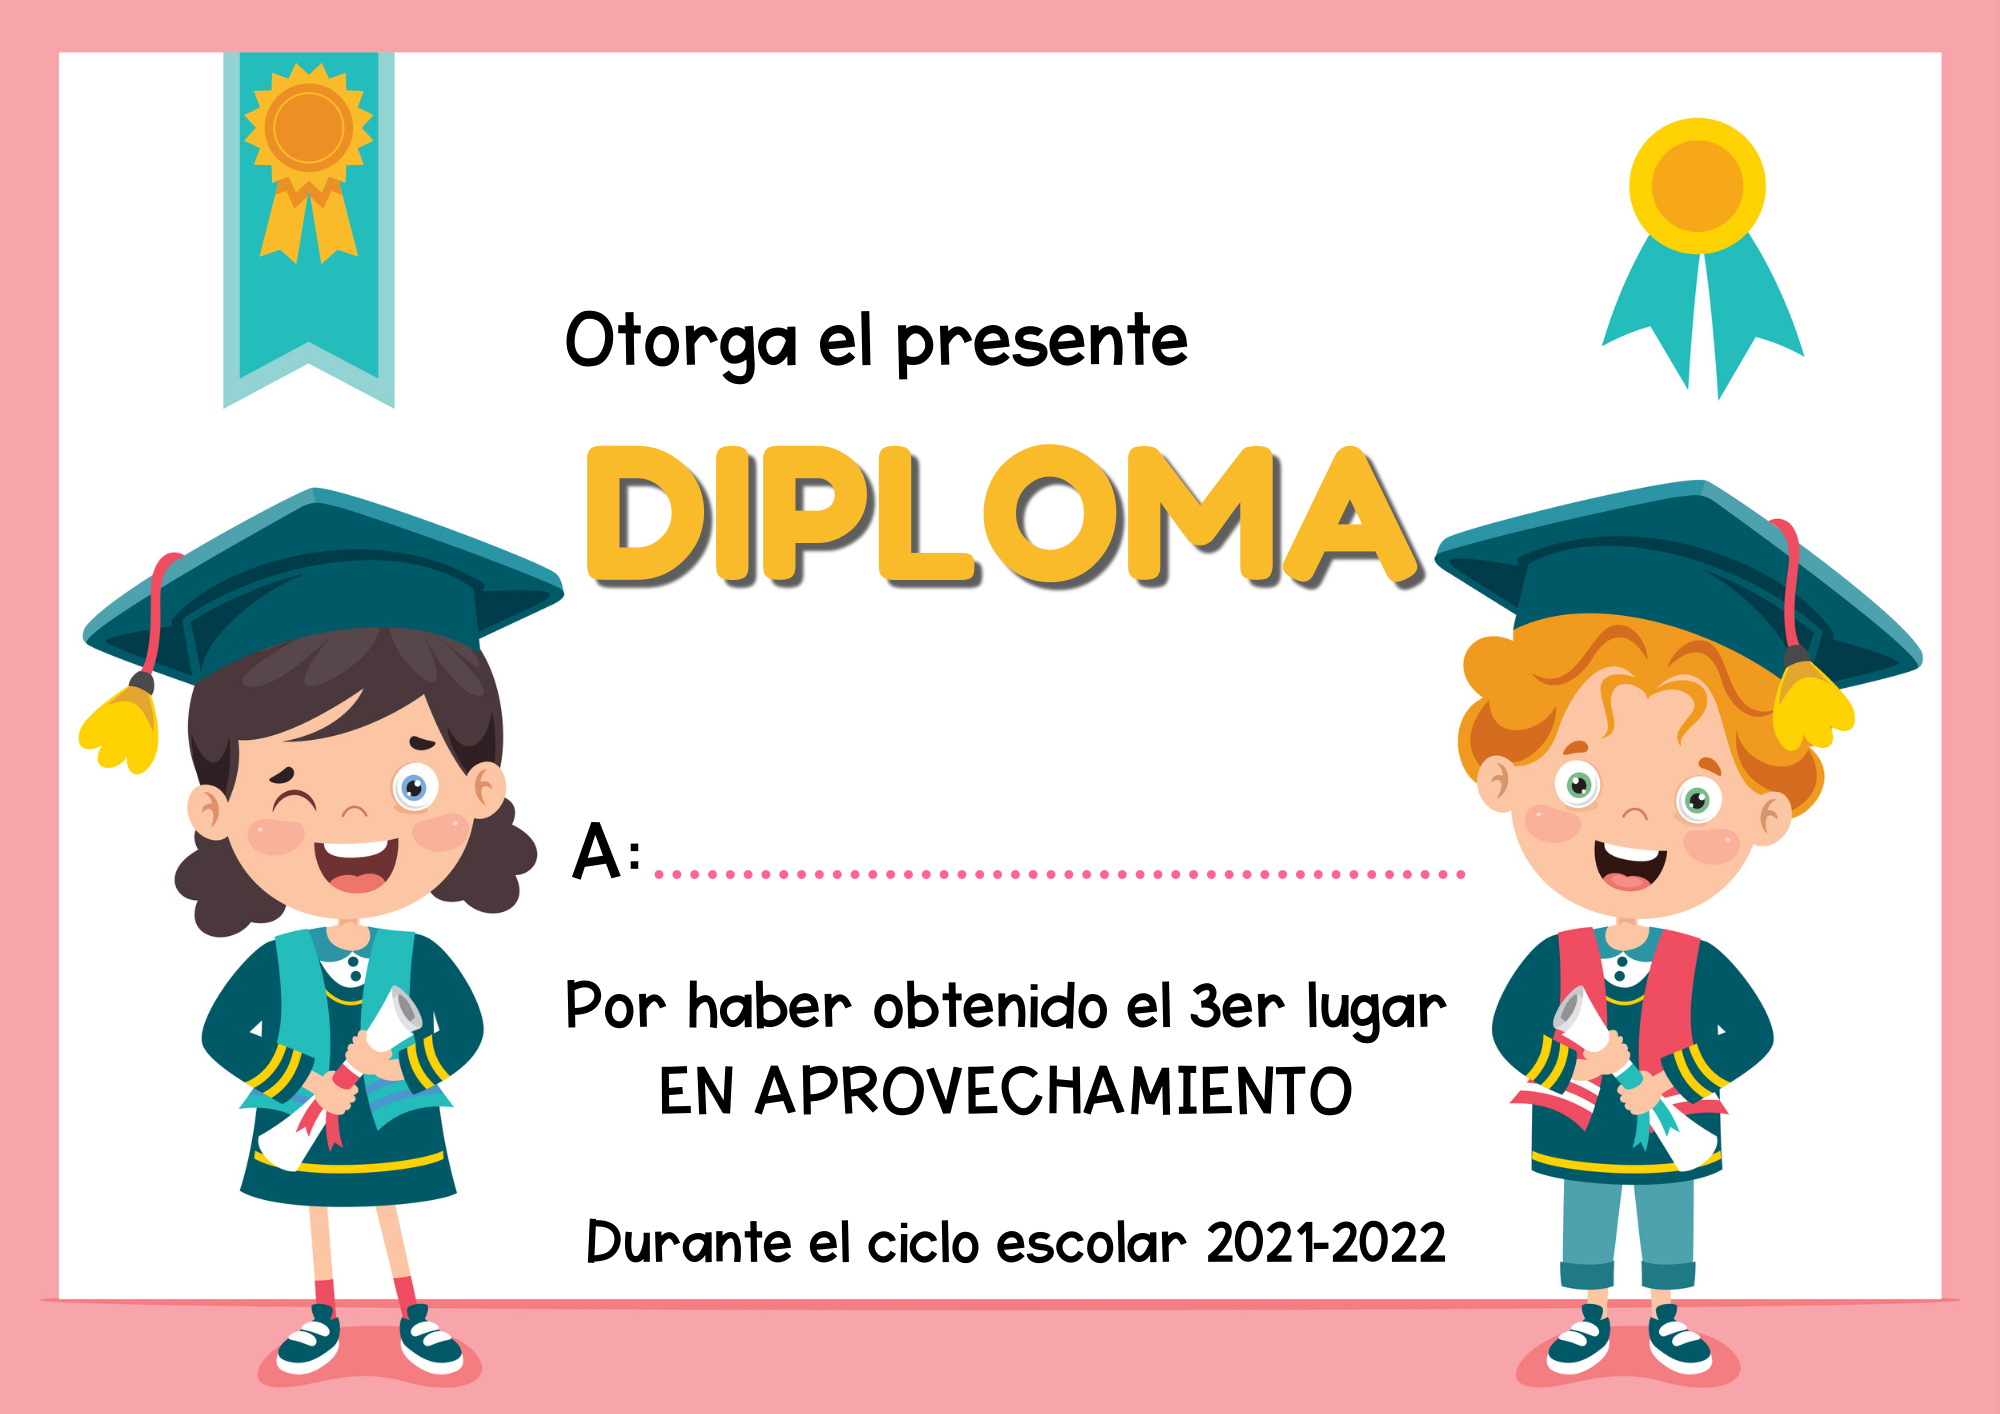 Otorga el presente
DIPLOMA
A:
Por haber obtenido el 3er lugar
EN APROVECHAMIENTO
Durante el ciclo escolar 2021-2022